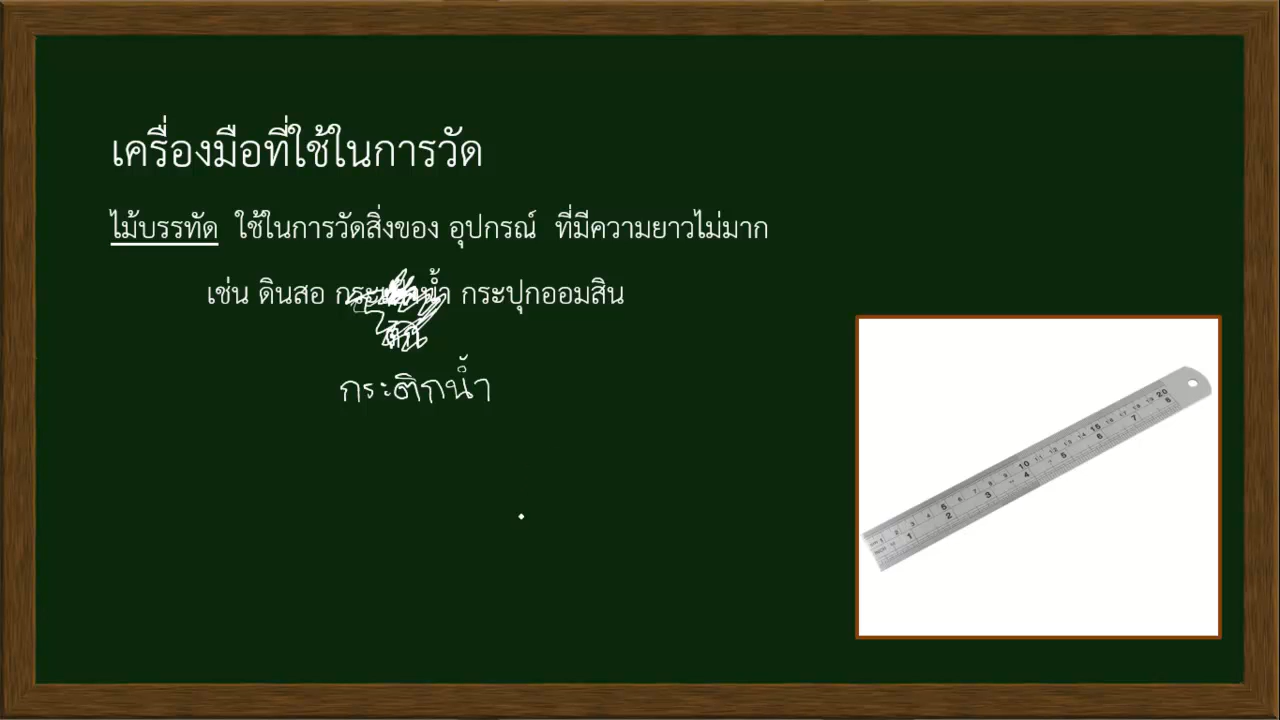 เครื่องมือที่ใช้ในการวัด
ไม้บรรทัด ใช้ในการวัดสิ่งของ อุปกรณ์ ที่มีความยาวไม่มาก
เช่น ดินสอ กระปุกออมสิน
กระติกน้ำ